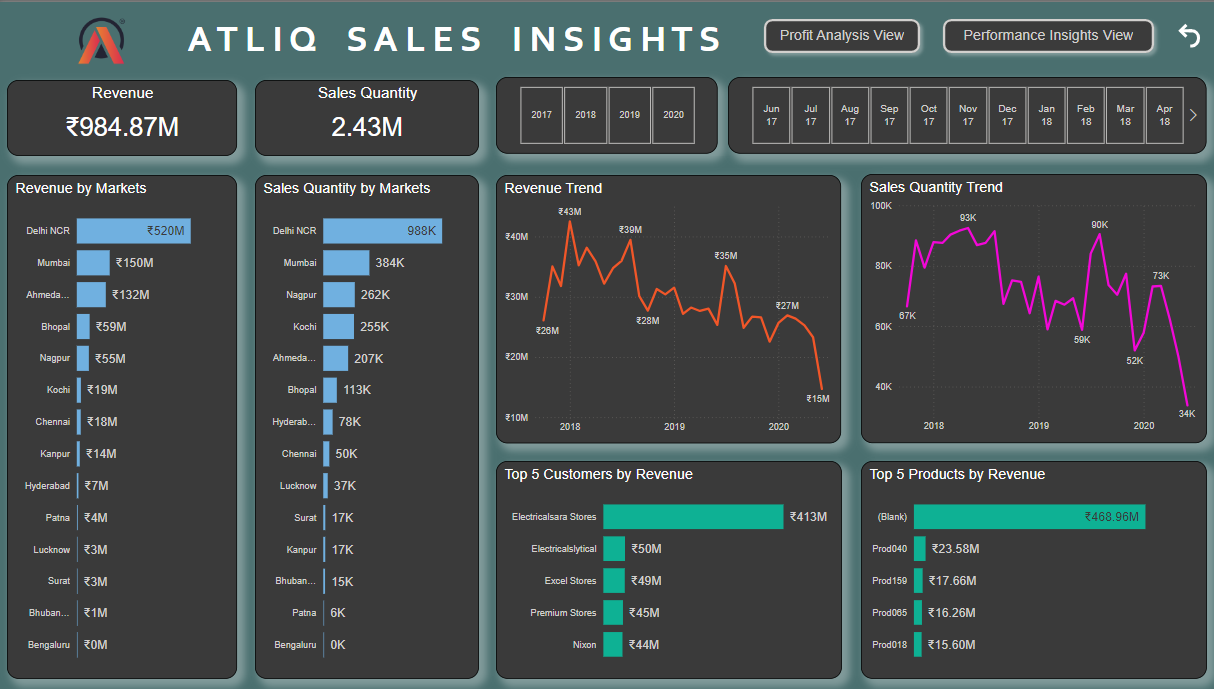 ATLIQ SALES INSIGHTS
Profit Analysis View
Performance Insights View
Revenue
₹984.87M
Sales Quantity
2.43M
2017 2018 2019 2020
Jun 17 Jul 17 Aug 17 Sep 17 Oct 17 Nov 17 Dec 17 Jan 18 Feb 18 Mar 18 Apr 18
Revenue by Markets
Delhi NCR ₹520M
Mumbai ₹150M
Ahmeda... ₹132M
Bhopal ₹59M
Nagpur ₹55M
Kochi ₹19M
Chennai ₹18M
Kanpur ₹14M
Hyderabad ₹7M
Patna ₹4M
Lucknow ₹3M
Surat ₹3M
Bhuban... ₹1M
Bengaluru ₹0M
Sales Quantity by Markets
Delhi NCR 988K
Mumbai 384K
Nagpur 262K
Kochi 255K
Ahmeda... 207K
Bhopal 113K
Hyderab... 78K
Chennai 50K
Lucknow 37K
Surat 17K
Kanpur 17K
Bhuban... 15K
Patna 6K
Bengaluru 0K
Revenue Trend
₹43M
₹40M
₹39M
₹35M
₹30M
₹28M
₹27M
₹26M
₹20M
₹15M
₹10M
2018 2019 2020
Sales Quantity Trend
100K
93K
90K
80K
73K
67K
60K
59K
52K
40K
34K
2018 2019 2020
Top 5 Customers by Revenue
Electricalsara Stores ₹413M
Electricalslytical ₹50M
Excel Stores ₹49M
Premium Stores ₹45M
Nixon ₹44M
Top 5 Products by Revenue
(Blank) ₹468.96M
Prod040 ₹23.58M
Prod159 ₹17.66M
Prod065 ₹16.26M
Prod018 ₹15.60M